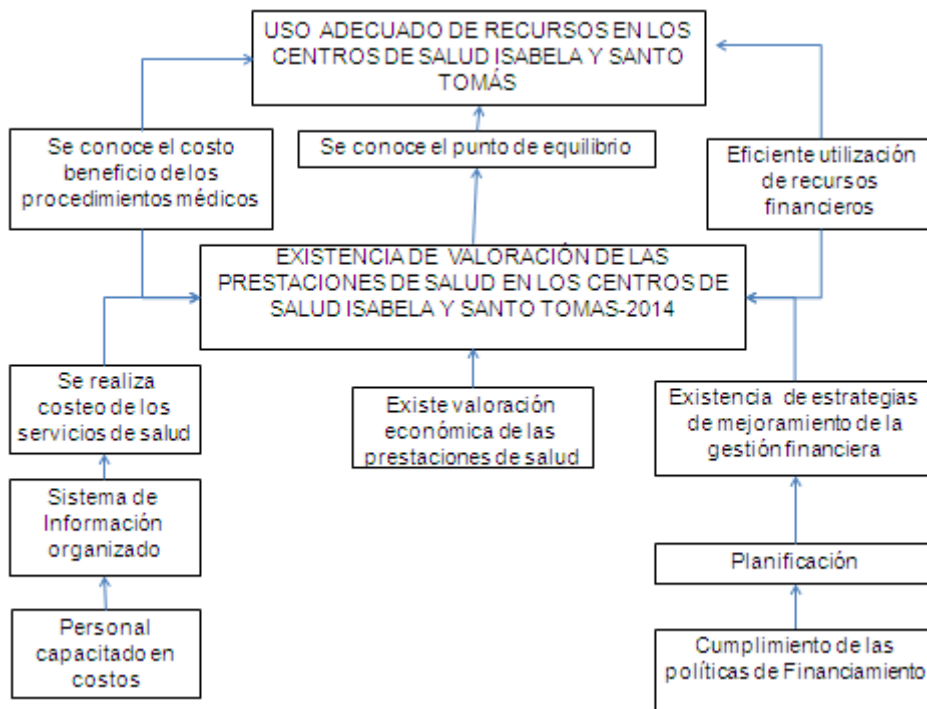 USO ADECUADO DE RECURSOS EN LOS
CENTROS DE SALUD ISABELA Y SANTO
TOMÁS
Se conoce el costo
beneficio de los
procedimientos médicos
Se conoce el punto de equilibrio
Eficiente utilización
de recursos
financieros
EXISTENCIA DE VALORACIÓN DE LAS
PRESTACIONES DE SALUD EN LOS CENTROS DE
SALUD ISABELA Y SANTO TOMAS-2014
Se realiza
costeo de los
servicios de salud
Existe valoración
económica de las
prestaciones de salud
Existencia de estrategias
de mejoramiento de la
gestión financiera
Sistema de
Información
organizado
Planificación
Personal
capacitado en
costos
Cumplimiento de las
políticas de Financiamiento